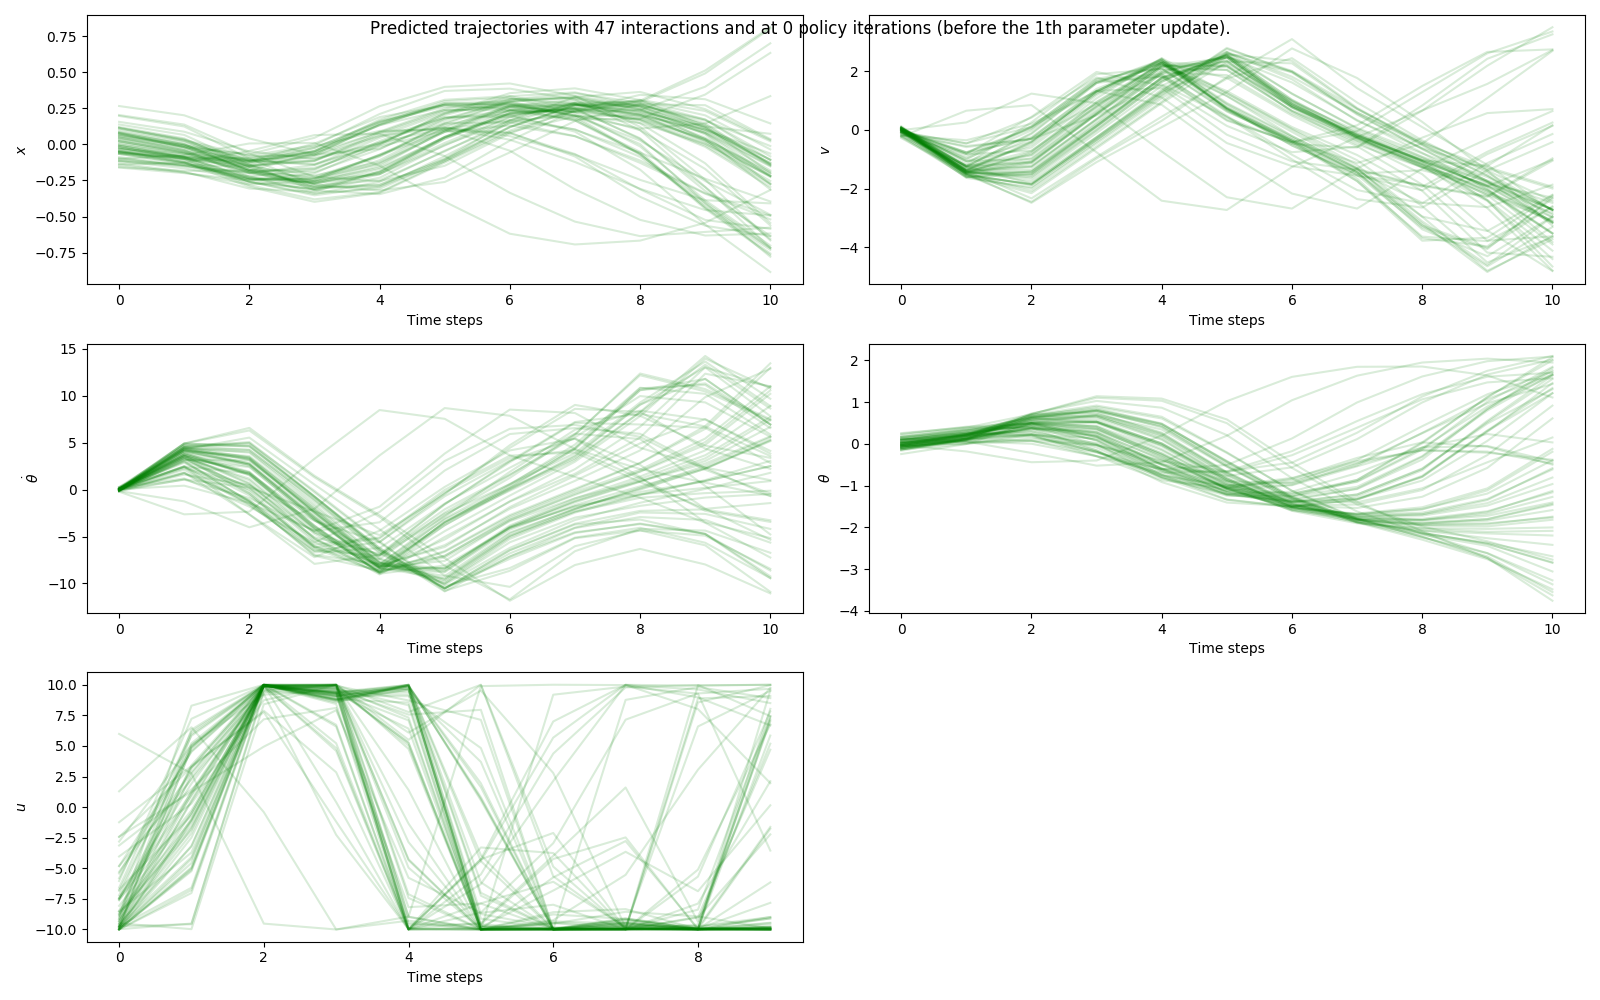 Predicted trajectories with 47 interactions and at 0 policy iterations (before the 1th parameter update).
0.75
0.50
0.25
0.00
−0.25
−0.50
−0.75
x
0 2 4 6 8 10
Time steps
2
0
−2
−4
v
0 2 4 6 8 10
Time steps
15
10
5
0
−5
−10
θ̇
0 2 4 6 8 10
Time steps
2
1
0
−1
−2
−3
−4
θ
0 2 4 6 8 10
Time steps
10.0
7.5
5.0
2.5
0.0
−2.5
−5.0
−7.5
−10.0
u
0 2 4 6 8
Time steps